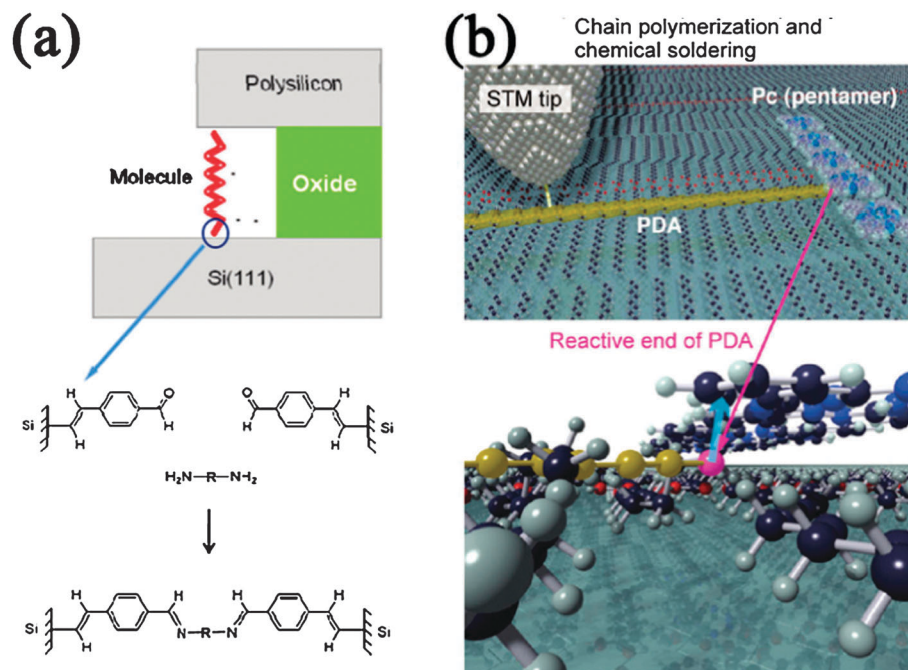 (a)
Polysilicon
Molecule
Oxide
Si(111)
H
O
H
H
Si
O
H
H
H
Si
H₂N—R—NH₂
H
H
H
H
Si
N—R—N
H
H
Si
(b)
Chain polymerization and
chemical soldering
STM tip
Pc (pentamer)
PDA
Reactive end of PDA